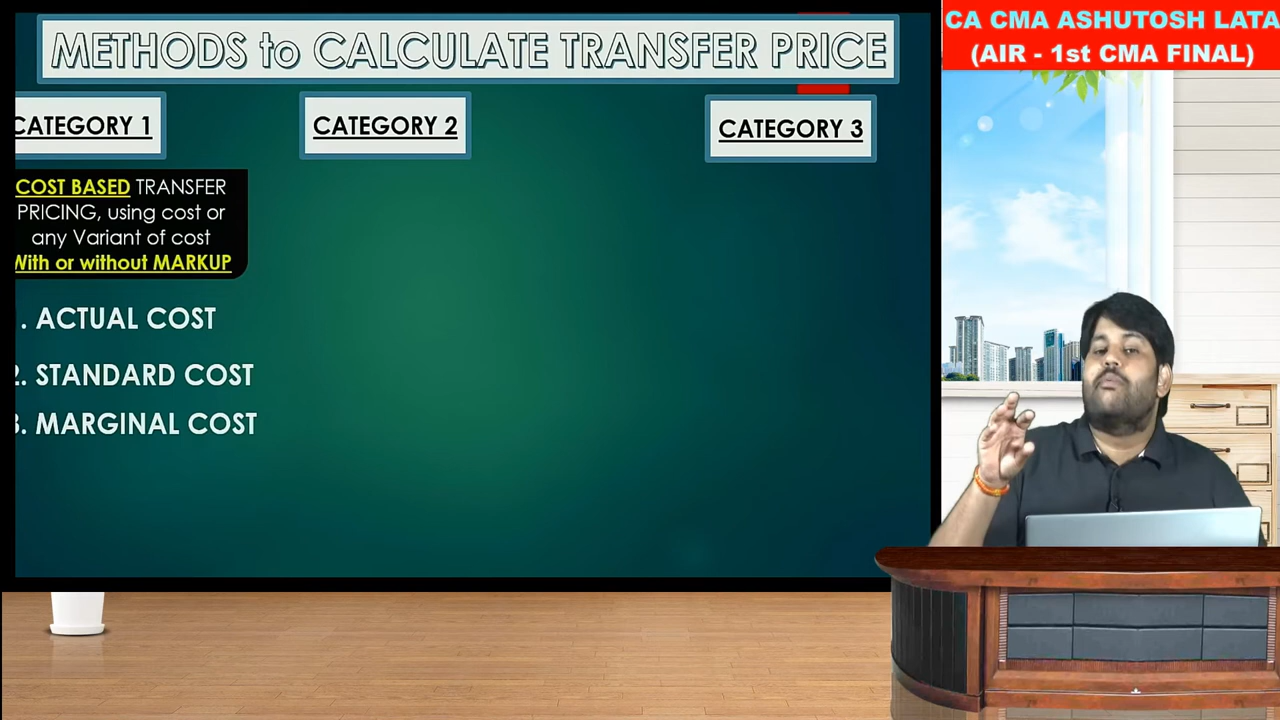 METHODS to CALCULATE TRANSFER PRICE
CATEGORY 1
CATEGORY 2
CATEGORY 3
COST BASED TRANSFER
PRICING, using cost or
any Variant of cost
With or without MARKUP
. ACTUAL COST
2. STANDARD COST
3. MARGINAL COST
CA CMA ASHUTOSH LATA
(AIR - 1st CMA FINAL)